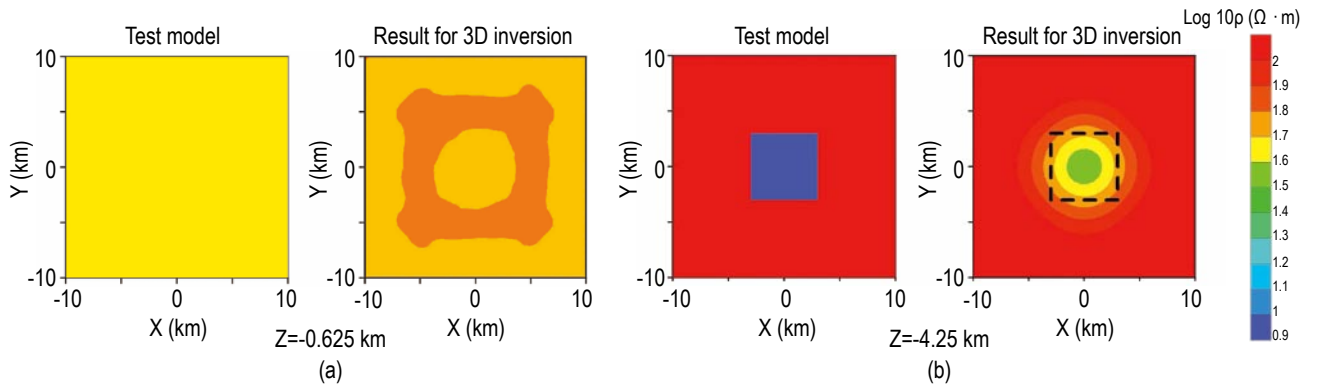 Log 10ρ (Ω · m)
Test model
Result for 3D inversion
Test model
Result for 3D inversion
10
0
-10
Y (km)
-10
0
10
X (km)
10
0
-10
Y (km)
-10
0
10
X (km)
Z=-0.625 km
(a)
10
0
-10
Y (km)
-10
0
10
X (km)
10
0
-10
Y (km)
-10
0
10
X (km)
Z=-4.25 km
(b)
2
1.9
1.8
1.7
1.6
1.5
1.4
1.3
1.2
1.1
1
0.9